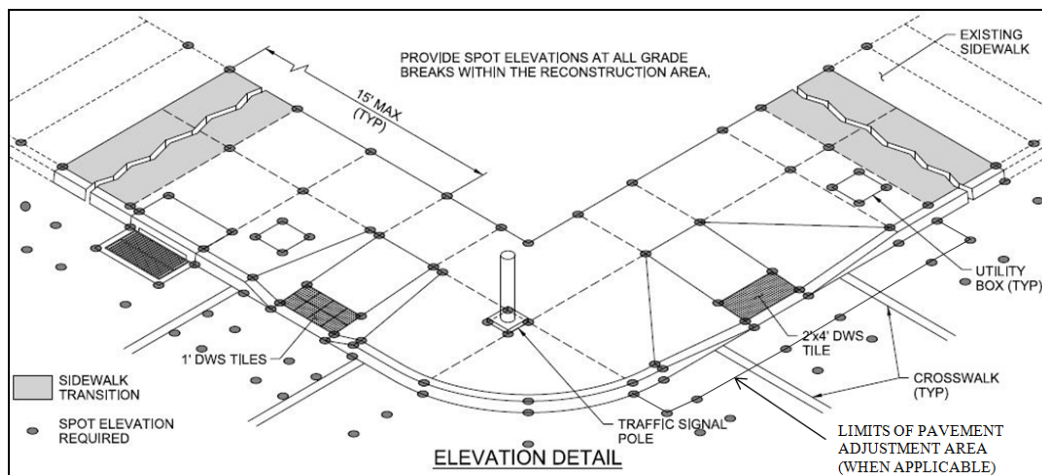 PROVIDE SPOT ELEVATIONS AT ALL GRADE
BREAKS WITHIN THE RECONSTRUCTION AREA.
EXISTING
SIDEWALK
15' MAX
(TYP)
UTILITY
BOX (TYP)
1' DWS TILES
2'x4' DWS
TILE
SIDEWALK
TRANSITION
CROSSWALK
(TYP)
SPOT ELEVATION
REQUIRED
TRAFFIC SIGNAL
POLE
LIMITS OF PAVEMENT
ADJUSTMENT AREA
(WHEN APPLICABLE)
ELEVATION DETAIL